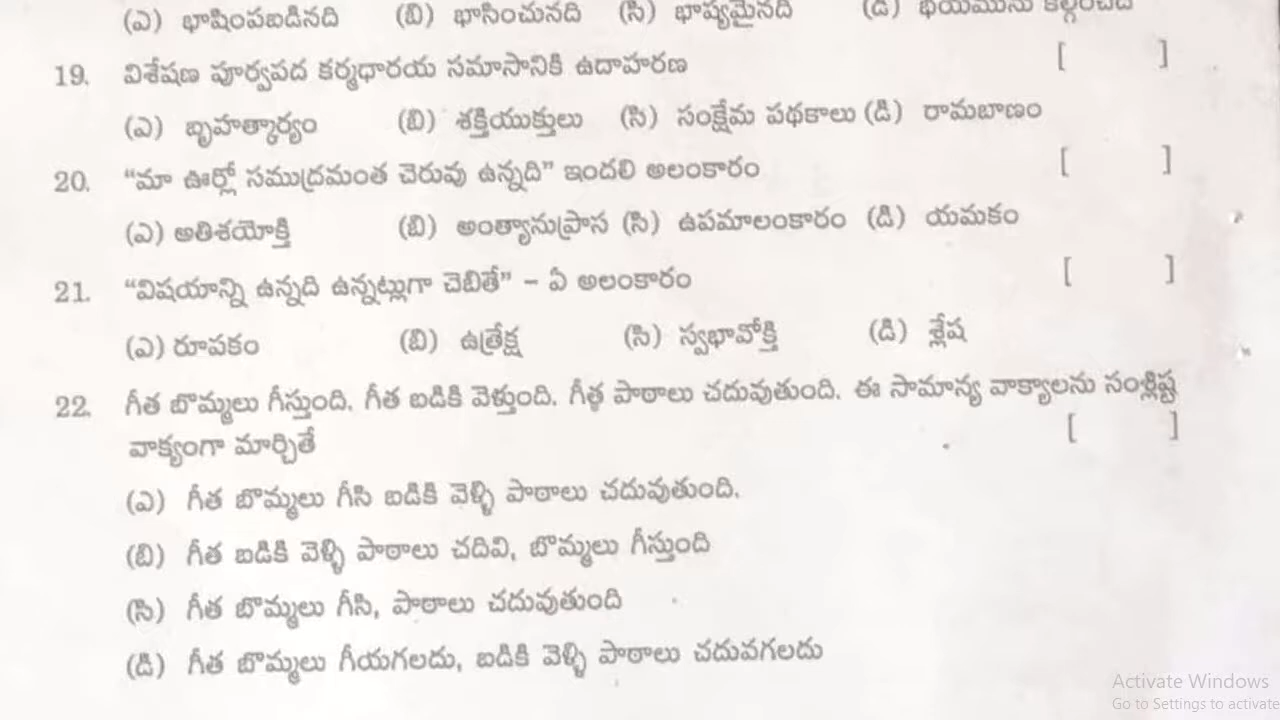 (ఎ) భాషింపబడినది (బి) భాసించునది (సి) భాష్యమైనది (డి) భయమును కల్గించేది
19. విశేషణ పూర్వపద కర్మధారయ సమాసానికి ఉదాహరణ [ ]
(ఎ) బృహత్కార్యం (బి) శక్తియుక్తులు (సి) సంక్షేమ పథకాలు (డి) రామబాణం
20. “మా ఊర్లో సముద్రమంత చెరువు ఉన్నది” ఇందలి అలంకారం [ ]
(ఎ) అతిశయోక్తి (బి) అంత్యానుప్రాస (సి) ఉపమాలంకారం (డి) యమకం
21. “విషయాన్ని ఉన్నది ఉన్నట్లుగా చెబితే” – ఏ అలంకారం [ ]
(ఎ) రూపకం (బి) ఉత్రేక్ష (సి) స్వభావోక్తి (డి) శ్లేష
22. గీత బొమ్మలు గీస్తుంది. గీత బడికి వెళ్తుంది. గీత పాఠాలు చదువుతుంది. ఈ సామాన్య వాక్యాలను సంశ్లిష్ట
వాక్యంగా మార్చితే [ ]
(ఎ) గీత బొమ్మలు గీసి బడికి వెళ్ళి పాఠాలు చదువుతుంది.
(బి) గీత బడికి వెళ్ళి పాఠాలు చదివి, బొమ్మలు గీస్తుంది
(సి) గీత బొమ్మలు గీసి, పాఠాలు చదువుతుంది
(డి) గీత బొమ్మలు గీయగలదు, బడికి వెళ్ళి పాఠాలు చదువగలదు
Activate Windows
Go to Settings to activate